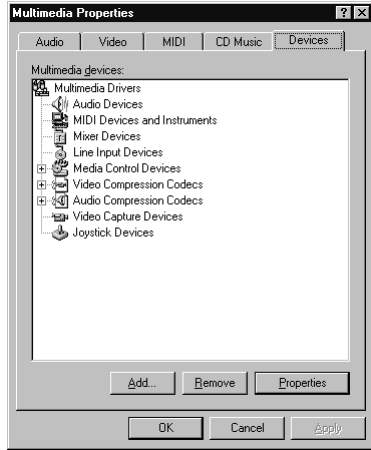 Multimedia Properties
Audio Video MIDI CD Music Devices
Multimedia devices:
Multimedia Drivers
Audio Devices
MIDI Devices and Instruments
Mixer Devices
Line Input Devices
Media Control Devices
Video Compression Codecs
Audio Compression Codecs
Video Capture Devices
Joystick Devices
Add... Remove Properties
OK Cancel Apply